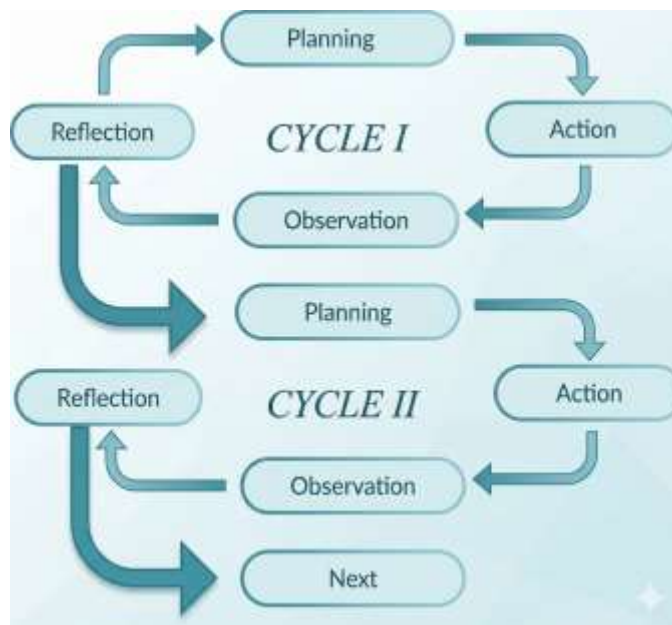 Planning
Reflection
CYCLE I
Action
Observation
Planning
Reflection
CYCLE II
Action
Observation
Next